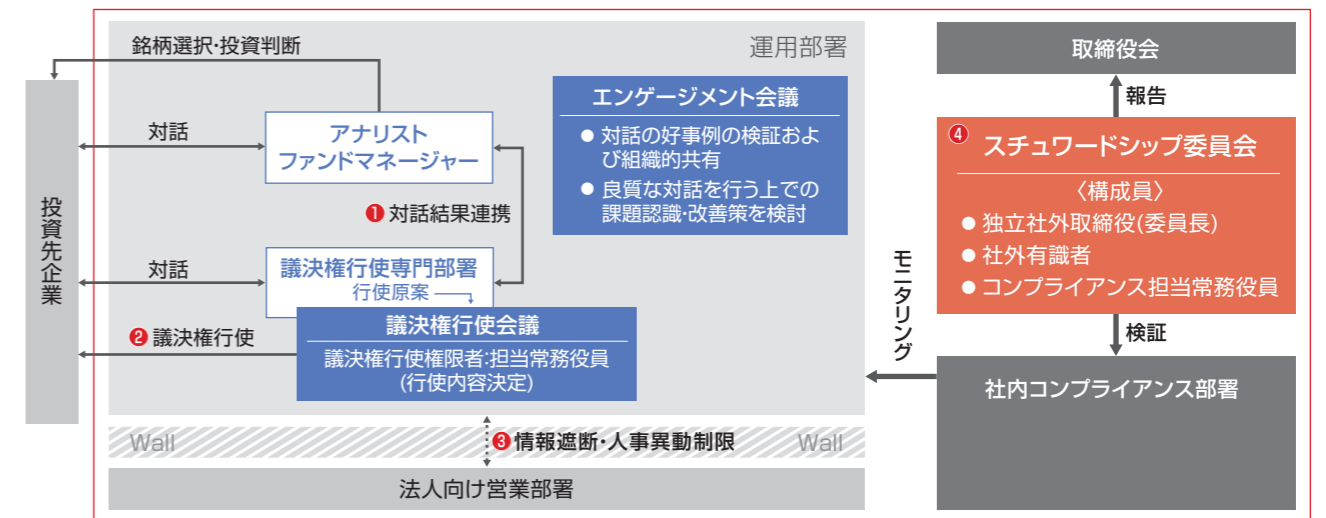 銘柄選択・投資判断
運用部署
投資先企業
対話
アナリスト
ファンドマネージャー
❶対話結果連携
エンゲージメント会議
● 対話の好事例の検証およ
び組織的共有
● 良質な対話を行う上での
課題認識・改善策を検討
対話
議決権行使専門部署
行使原案
❷議決権行使
議決権行使会議
議決権行使権限者:担当常務役員
(行使内容決定)
Wall
❸情報遮断・人事異動制限
Wall
法人向け営業部署
モニタリング
取締役会
報告
❹ スチュワードシップ委員会
〈構成員〉
● 独立社外取締役(委員長)
● 社外有識者
● コンプライアンス担当常務役員
検証
社内コンプライアンス部署